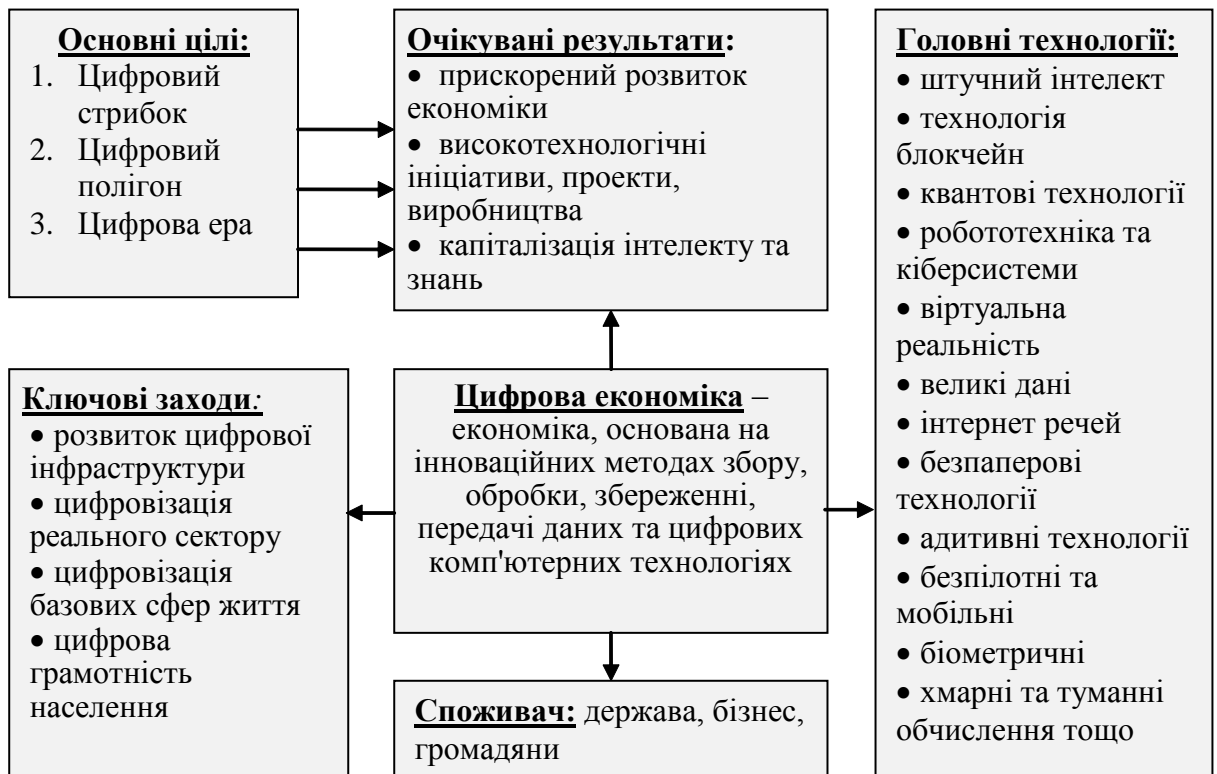 Основні цілі:
1. Цифровий
стрибок
2. Цифровий
полігон
3. Цифрова ера
Очікувані результати:
• прискорений розвиток
економіки
• високотехнологічні
ініціативи, проекти,
виробництва
• капіталізація інтелекту та
знань
Головні технології:
• штучний інтелект
• технологія
блокчейн
• квантові технології
• робототехніка та
кіберсистеми
• віртуальна
реальність
• великі дані
• інтернет речей
• безпаперові
технології
• адитивні технології
• безпілотні та
мобільні
• біометричні
• хмарні та туманні
обчислення тощо
Ключові заходи:
• розвиток цифрової
інфраструктури
• цифровізація
реального сектору
• цифровізація
базових сфер життя
• цифрова
грамотність
населення
Цифрова економіка –
економіка, основана на
інноваційних методах збору,
обробки, збереженні,
передачі даних та цифрових
комп'ютерних технологіях
Споживач: держава, бізнес,
громадяни